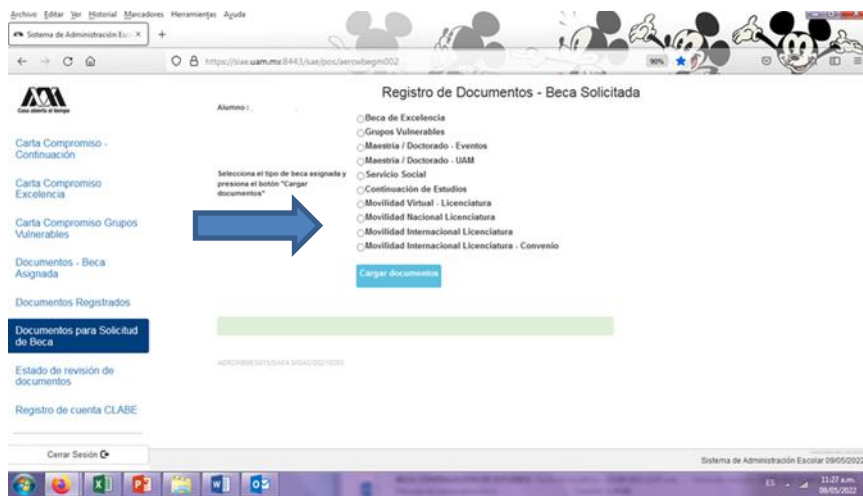 Archivo Editar Ver Historial Marcadores Herramientas Ayuda
Sistema de Administración Esc
https://siae.uam.mx:8443/sae/pos/aercwbegm002
90%
Casa abierta al tiempo
Registro de Documentos - Beca Solicitada
Alumno :
Beca de Excelencia
Grupos Vulnerables
Maestría / Doctorado - Eventos
Maestría / Doctorado - UAM
Selecciona el tipo de beca asignada y
presiona el botón "Cargar
documentos"
Servicio Social
Continuación de Estudios
Movilidad Virtual - Licenciatura
Movilidad Nacional Licenciatura
Movilidad Internacional Licenciatura
Movilidad Internacional Licenciatura - Convenio
Cargar documentos
Carta Compromiso -
Continuación
Carta Compromiso
Excelencia
Carta Compromiso Grupos
Vulnerables
Documentos - Beca
Asignada
Documentos Registrados
Documentos para Solicitud
de Beca
Estado de revisión de
documentos
Registro de cuenta CLABE
Cerrar Sesión
Sistema de Administración Escolar 09/05/2022
ES
11:27 a.m.
09/05/2022